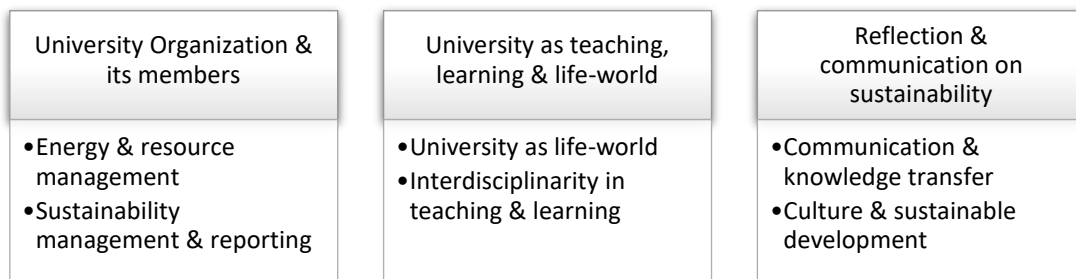 University Organization &
its members
•Energy & resource
management
•Sustainability
management & reporting
University as teaching,
learning & life-world
•University as life-world
•Interdisciplinarity in
teaching & learning
Reflection &
communication on
sustainability
•Communication &
knowledge transfer
•Culture & sustainable
development